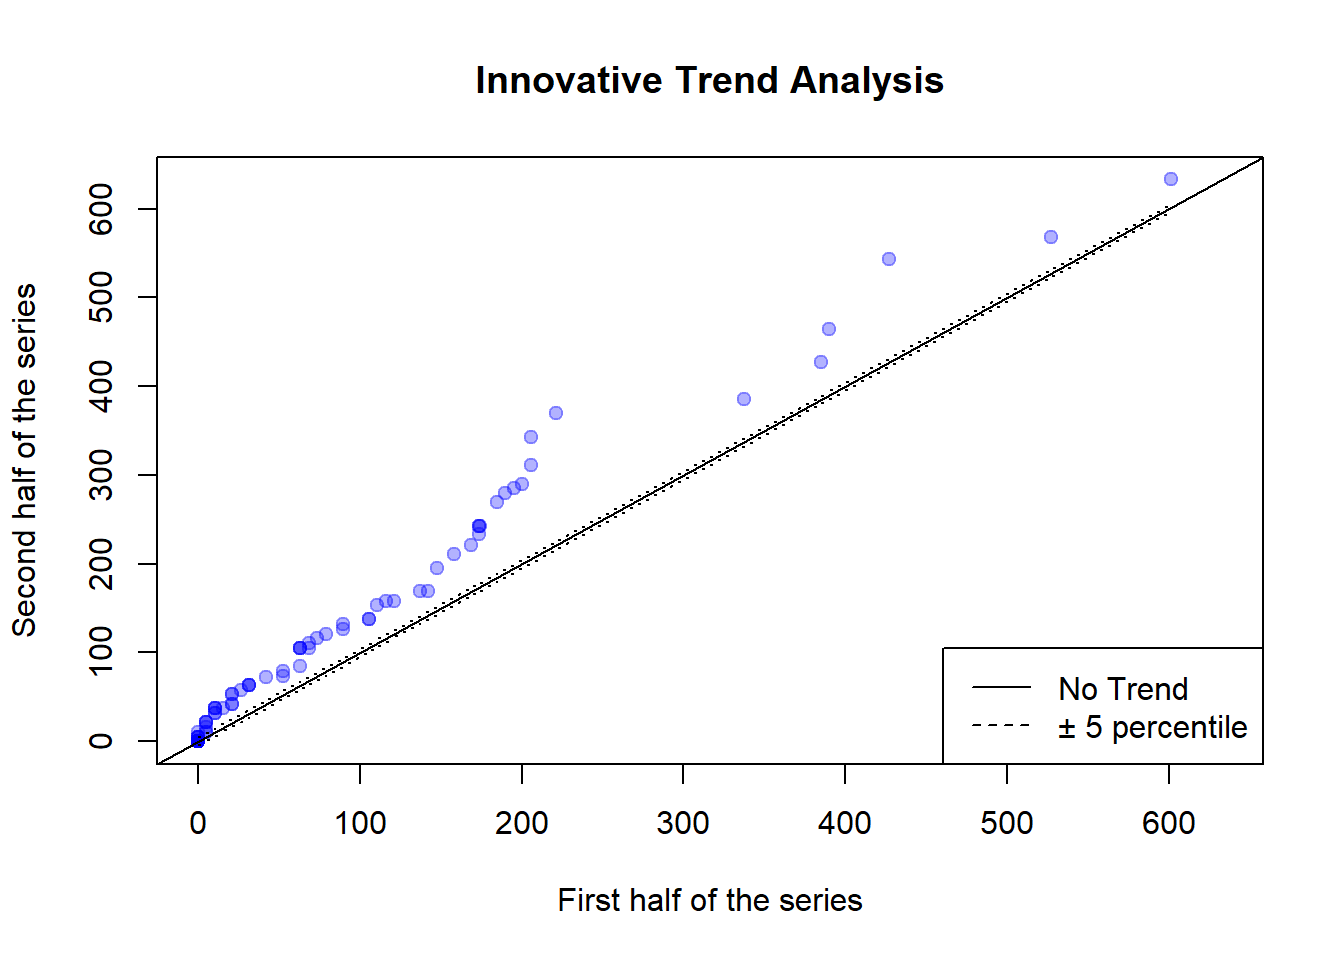 Innovative Trend Analysis
Second half of the series
600
500
400
300
200
100
0
No Trend
± 5 percentile
0 100 200 300 400 500 600
First half of the series